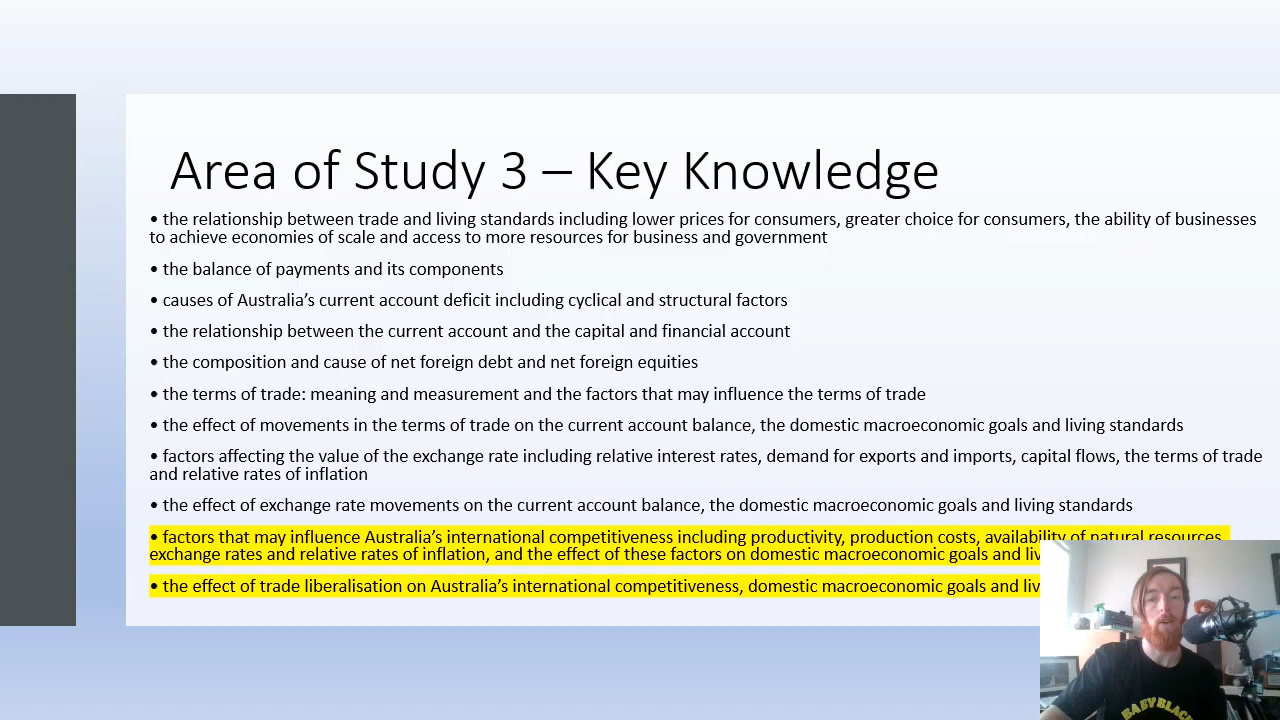 Area of Study 3 – Key Knowledge
• the relationship between trade and living standards including lower prices for consumers, greater choice for consumers, the ability of businesses
to achieve economies of scale and access to more resources for business and government
• the balance of payments and its components
• causes of Australia’s current account deficit including cyclical and structural factors
• the relationship between the current account and the capital and financial account
• the composition and cause of net foreign debt and net foreign equities
• the terms of trade: meaning and measurement and the factors that may influence the terms of trade
• the effect of movements in the terms of trade on the current account balance, the domestic macroeconomic goals and living standards
• factors affecting the value of the exchange rate including relative interest rates, demand for exports and imports, capital flows, the terms of trade
and relative rates of inflation
• the effect of exchange rate movements on the current account balance, the domestic macroeconomic goals and living standards
• factors that may influence Australia’s international competitiveness including productivity, production costs, availability of natural resources,
exchange rates and relative rates of inflation, and the effect of these factors on domestic macroeconomic goals and
• the effect of trade liberalisation on Australia’s international competitiveness, domestic macroeconomic goals and
BABY BLACK